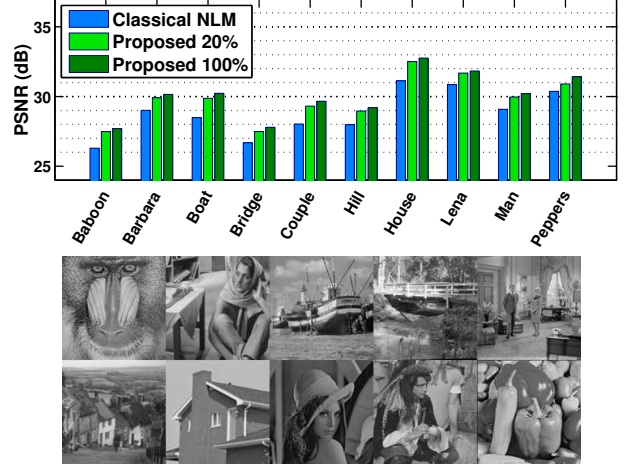 35
30
25
PSNR (dB)
Classical NLM
Proposed 20%
Proposed 100%
Baboon
Barbara
Boat
Bridge
Couple
Hill
House
Lena
Man
Peppers